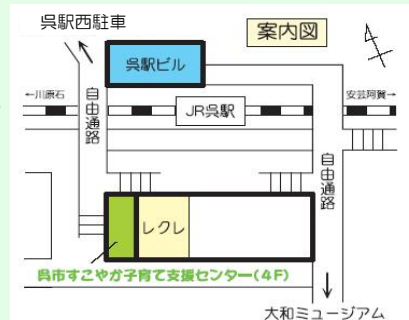 呉駅西駐車
案内図
呉駅ビル
←川原石
JR呉駅
安芸阿賀→
自由通路
自由通路
レクレ
呉市すこやか子育て支援センター(4F)
大和ミュージアム